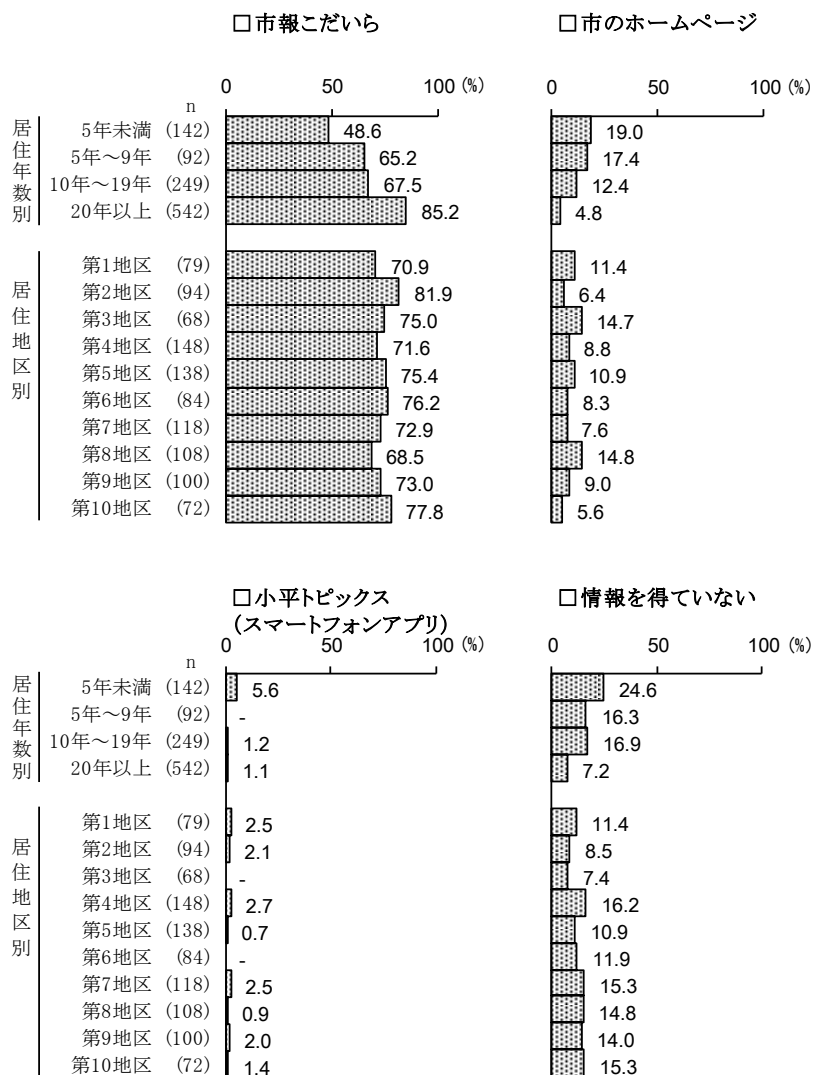 □市報こだいら □市のホームページ
0 50 100 (%) 0 50 100 (%)
n
居住年数別
5年未満 (142) 48.6 19.0
5年～9年 (92) 65.2 17.4
10年～19年 (249) 67.5 12.4
20年以上 (542) 85.2 4.8
居住地区別
第1地区 (79) 70.9 11.4
第2地区 (94) 81.9 6.4
第3地区 (68) 75.0 14.7
第4地区 (148) 71.6 8.8
第5地区 (138) 75.4 10.9
第6地区 (84) 76.2 8.3
第7地区 (118) 72.9 7.6
第8地区 (108) 68.5 14.8
第9地区 (100) 73.0 9.0
第10地区 (72) 77.8 5.6
□小平トピックス □情報を得ていない
(スマートフォンアプリ)
0 50 100 (%) 0 50 100 (%)
n
居住年数別
5年未満 (142) 5.6 24.6
5年～9年 (92) - 16.3
10年～19年 (249) 1.2 16.9
20年以上 (542) 1.1 7.2
居住地区別
第1地区 (79) 2.5 11.4
第2地区 (94) 2.1 8.5
第3地区 (68) - 7.4
第4地区 (148) 2.7 16.2
第5地区 (138) 0.7 10.9
第6地区 (84) - 11.9
第7地区 (118) 2.5 15.3
第8地区 (108) 0.9 14.8
第9地区 (100) 2.0 14.0
第10地区 (72) 1.4 15.3